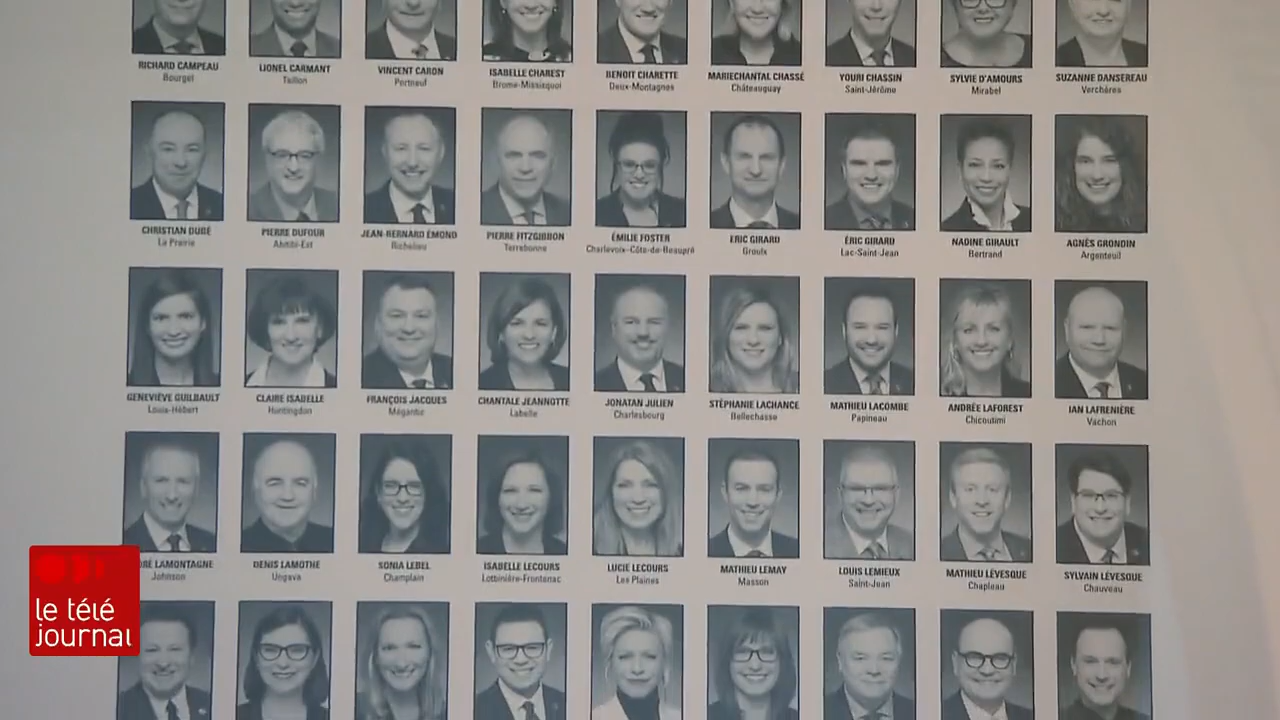 RICHARD CAMPEAU
Bourget
LIONEL CARMANT
Taillon
VINCENT CARON
Portneuf
ISABELLE CHAREST
Brome-Missisquoi
BENOIT CHARETTE
Deux-Montagnes
MARIECHANTAL CHASSÉ
Châteauguay
YOURI CHASSIN
Saint-Jérôme
SYLVIE D'AMOURS
Mirabel
SUZANNE DANSEREAU
Verchères
CHRISTIAN DUBÉ
La Prairie
PIERRE DUFOUR
Abitibi-Est
JEAN-BERNARD ÉMOND
Richelieu
PIERRE FITZGIBBON
Terrebonne
ÉMILIE FOSTER
Charlevoix–Côte-de-Beaupré
ERIC GIRARD
Groulx
ÉRIC GIRARD
Lac-Saint-Jean
NADINE GIRAULT
Bertrand
AGNÈS GRONDIN
Argenteuil
GENEVIÈVE GUILBAULT
Louis-Hébert
CLAIRE ISABELLE
Huntingdon
FRANÇOIS JACQUES
Mégantic
CHANTALE JEANNOTTE
Labelle
JONATAN JULIEN
Charlesbourg
STÉPHANIE LACHANCE
Bellechasse
MATHIEU LACOMBE
Papineau
ANDRÉE LAFOREST
Chicoutimi
IAN LAFRENIÈRE
Vachon
LAMONTAGNE
Johnson
DENIS LAMOTHE
Ungava
SONIA LEBEL
Champlain
ISABELLE LECOURS
Lotbinière-Frontenac
LUCIE LECOURS
Les Plaines
MATHIEU LEMAY
Masson
LOUIS LEMIEUX
Saint-Jean
MATHIEU LÉVESQUE
Chapleau
SYLVAIN LÉVESQUE
Chauveau
le télé
journal